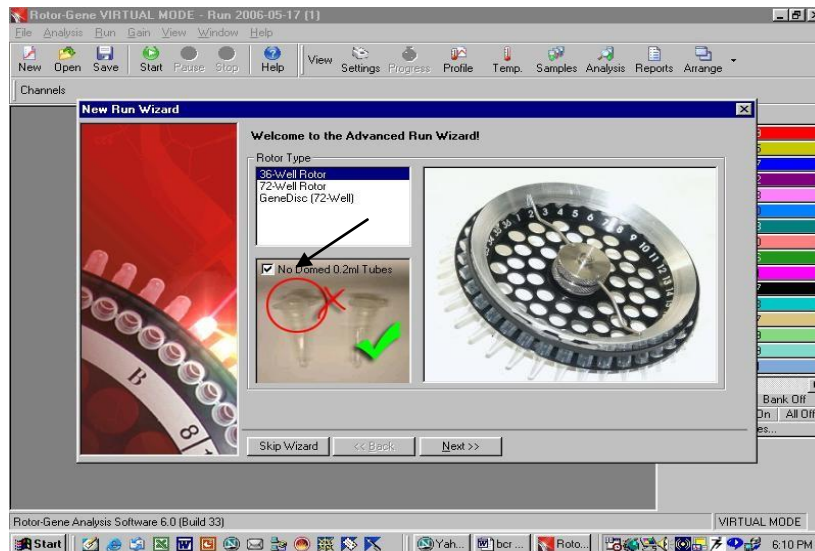 Rotor-Gene VIRTUAL MODE - Run 2006-05-17 (1)
File Analysis Run Gain View Window Help
New Open Save Start Pause Stop Help View Settings Progress Profile Temp. Samples Analysis Reports Arrange
Channels
New Run Wizard
Welcome to the Advanced Run Wizard!
Rotor Type
36-Well Rotor
72-Well Rotor
GeneDisc (72-Well)
No Domed 0.2ml Tubes
Bank Off
On All Off
Skip Wizard << Back Next >>
Rotor-Gene Analysis Software 6.0 (Build 33) VIRTUAL MODE
Start Yah... bcr ... Roto... 6:10 PM